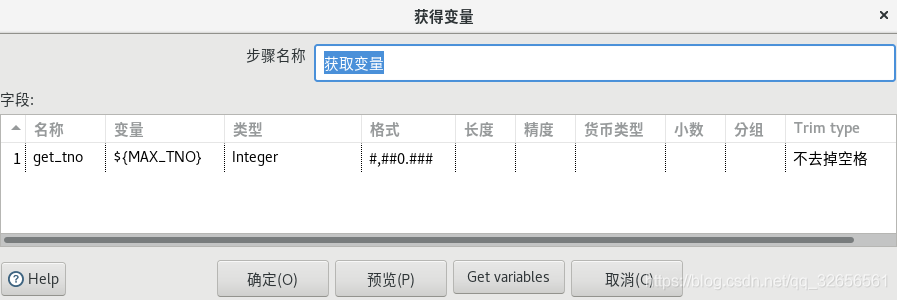 获得变量 ×
步骤名称 获取变量
字段:
名称 变量 类型 格式 长度 精度 货币类型 小数 分组 Trim type
1 get_tno ${MAX_TNO} Integer #,##0.### 不去掉空格
? Help 确定(O) 预览(P) Get variables 取消(C)
https://blog.csdn.net/qq_32656561